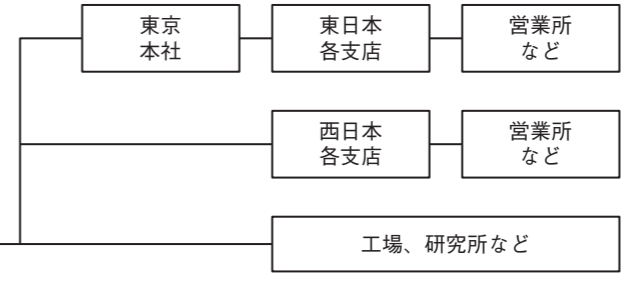 東京
本社
東日本
各支店
営業所
など
西日本
各支店
営業所
など
工場、研究所など